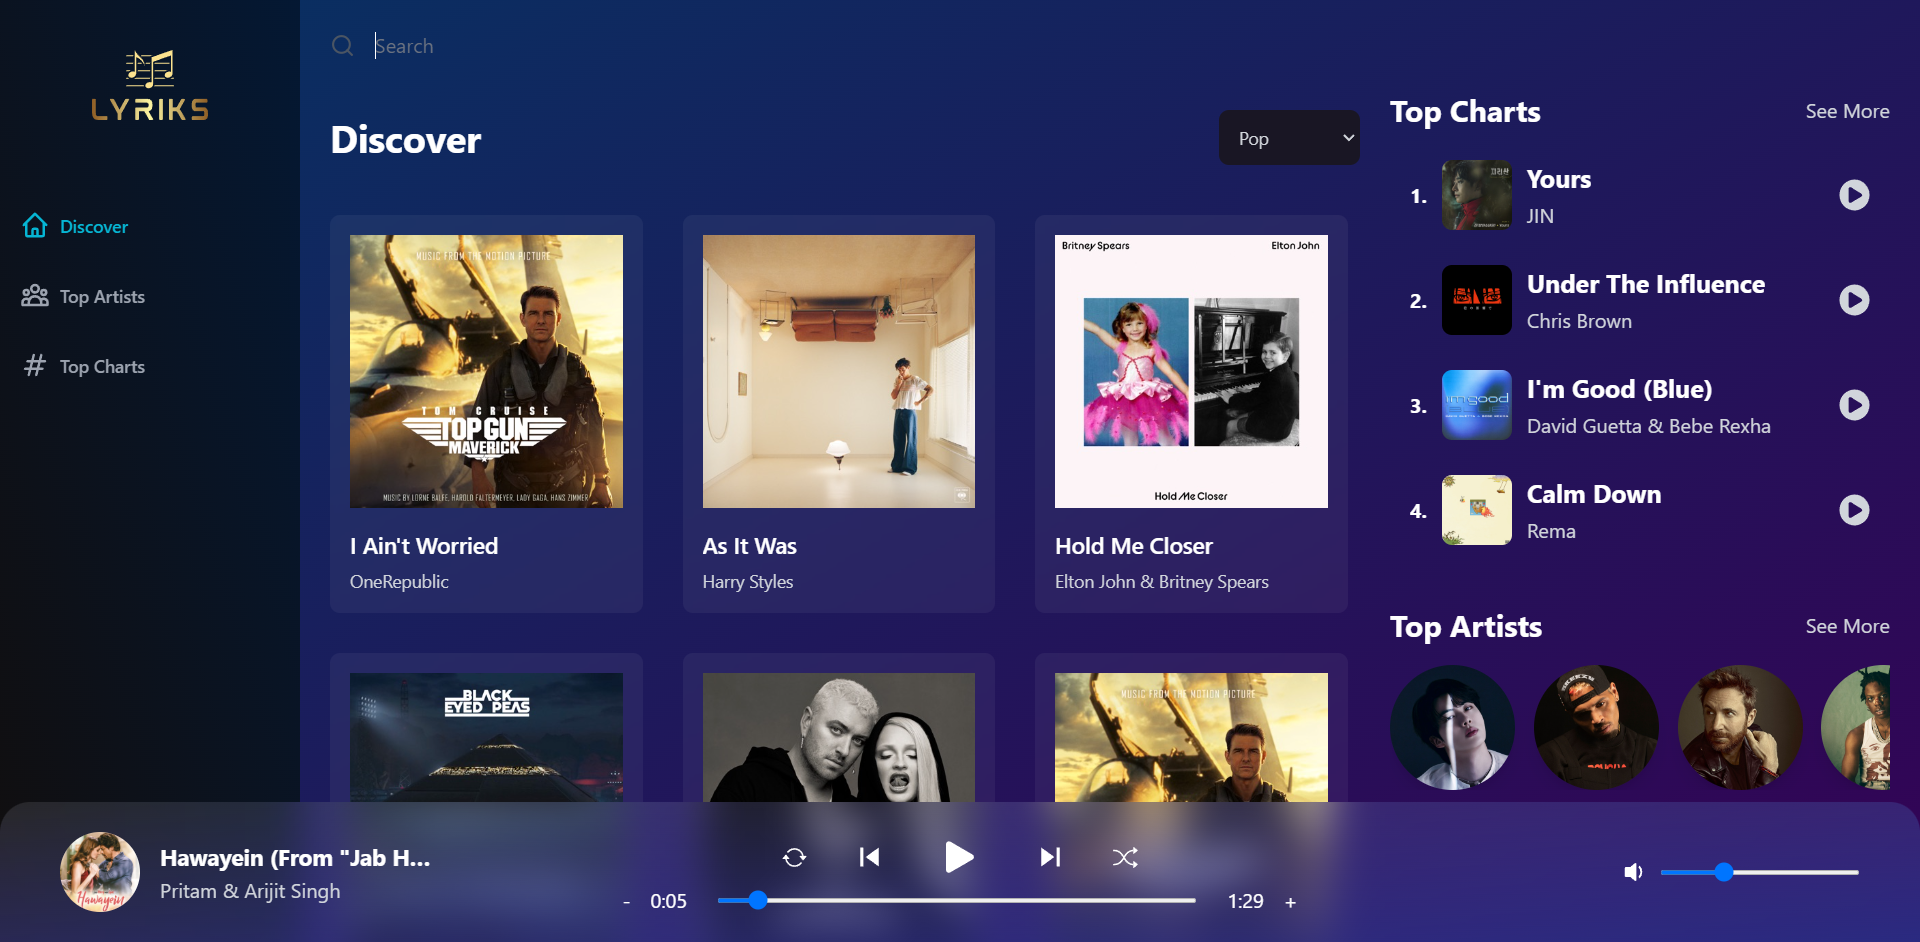 LYRIKS
Discover
Top Artists
Top Charts
Search
Discover
Pop
MUSIC FROM THE MOTION PICTURE
TOM CRUISE
TOP GUN
MAVERICK
MUSIC BY LORNE BALFE, HAROLD FALTERMEYER, LADY GAGA, HANS ZIMMER
I Ain't Worried
OneRepublic
As It Was
Harry Styles
Britney Spears Elton John
Hold Me Closer
Hold Me Closer
Elton John & Britney Spears
BLACK
EYED PEAS
MUSIC FROM THE MOTION PICTURE
Top Charts See More
1. Yours
JIN
2. Under The Influence
Chris Brown
3. imgood
I'm Good (Blue)
David Guetta & Bebe Rexha
4. Calm Down
Rema
Top Artists See More
Hawayein
Hawayein (From "Jab H...
Pritam & Arijit Singh
- 0:05 1:29 +